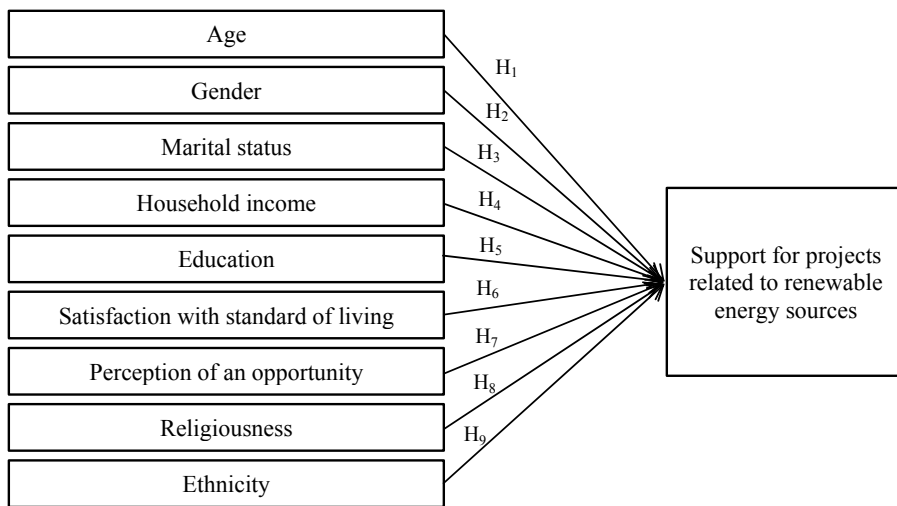 Age
Gender
Marital status
Household income
Education
Satisfaction with standard of living
Perception of an opportunity
Religiousness
Ethnicity
H₁
H₂
H₃
H₄
H₅
H₆
H₇
H₈
H₉
Support for projects
related to renewable
energy sources